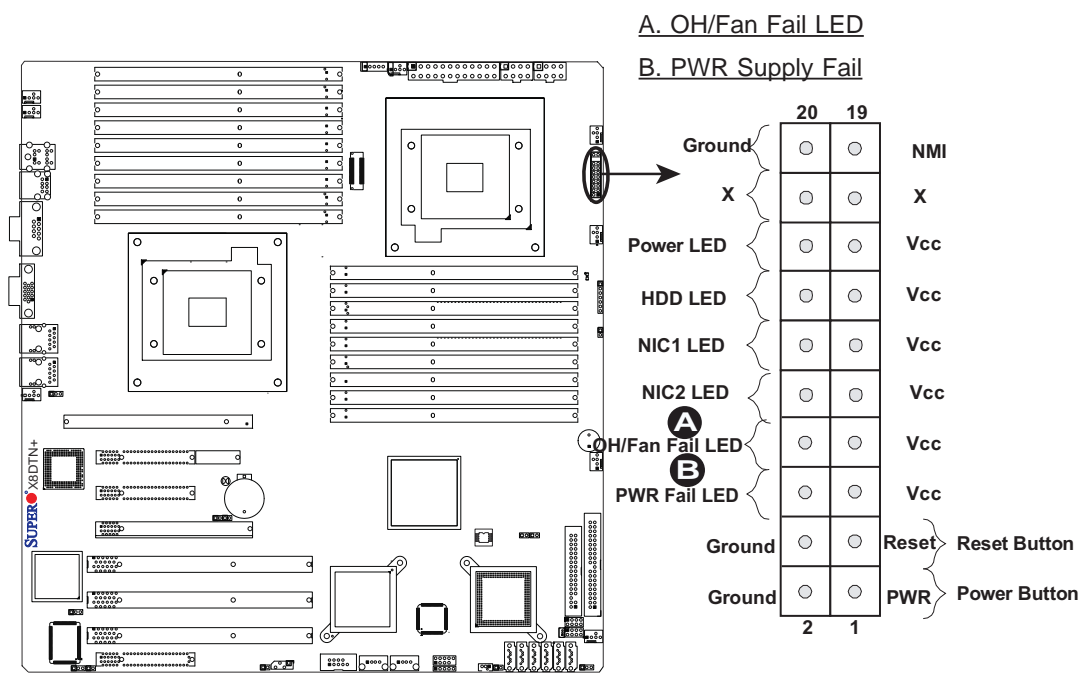 A. OH/Fan Fail LED
B. PWR Supply Fail
20 19
Ground NMI
X X
Power LED Vcc
HDD LED Vcc
NIC1 LED Vcc
NIC2 LED Vcc
A
OH/Fan Fail LED Vcc
B
PWR Fail LED Vcc
Ground Reset Reset Button
Ground PWR Power Button
2 1
SUPER X8DTN+